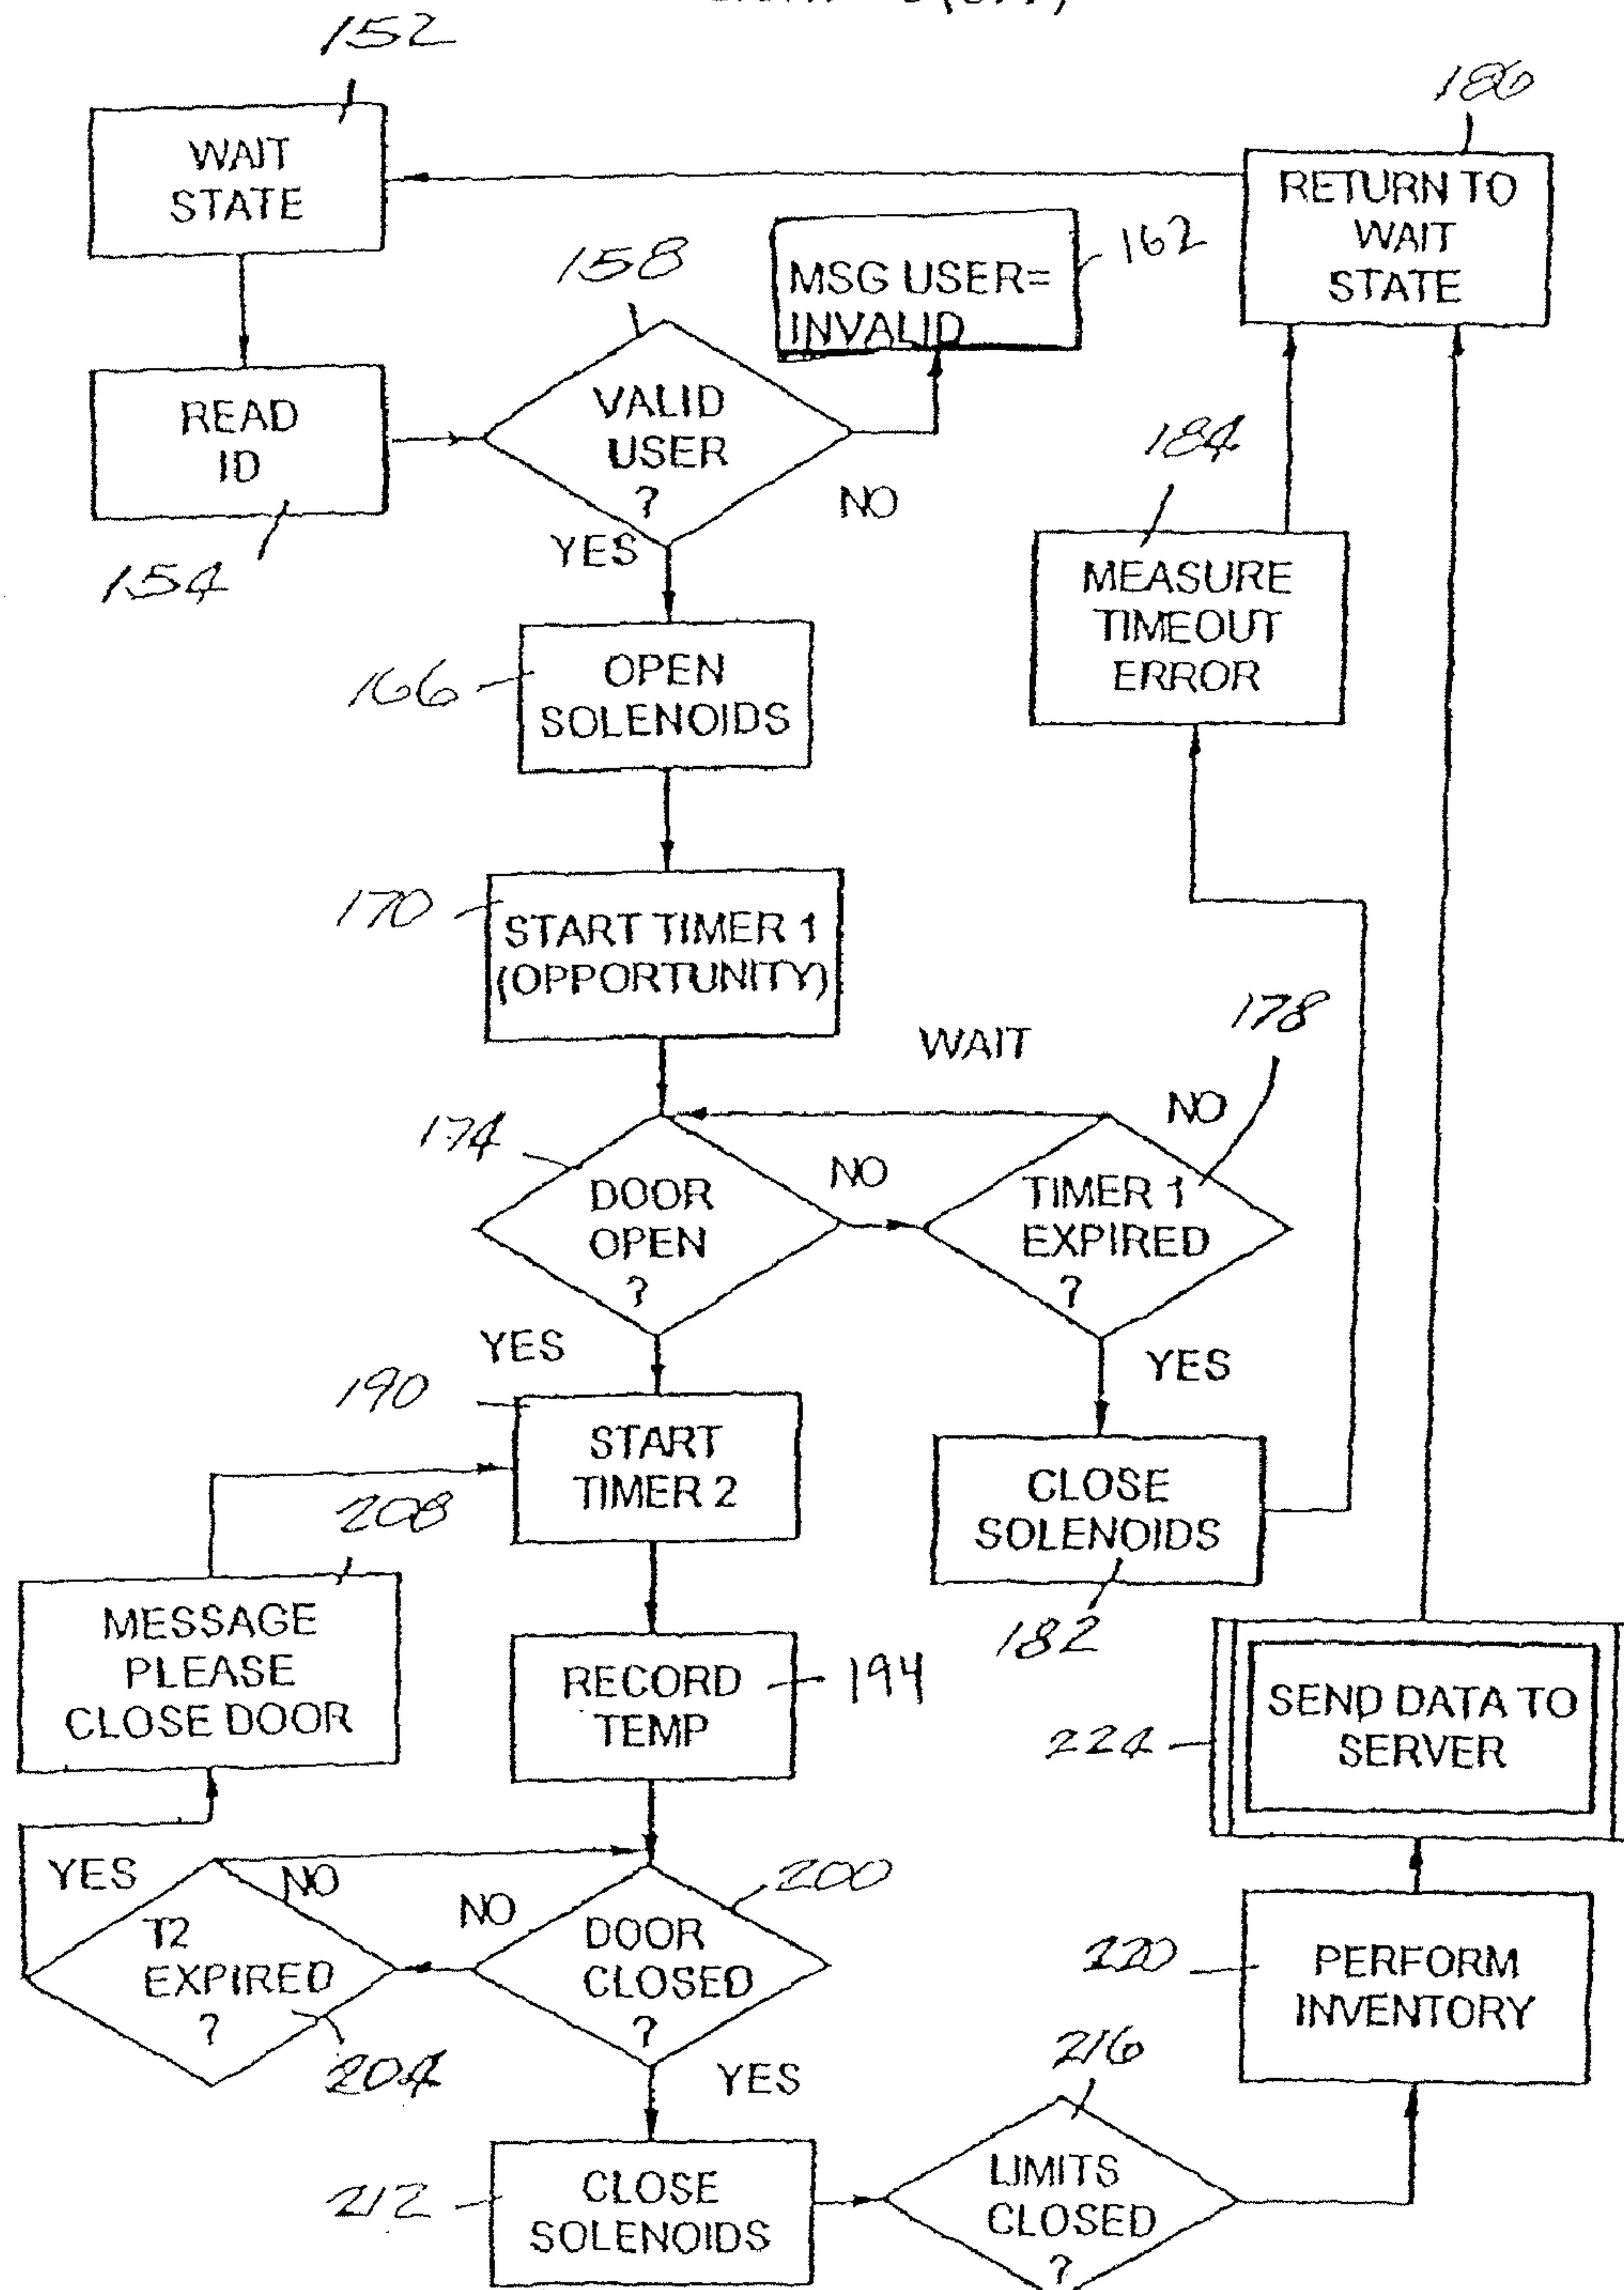 152
WAIT
STATE
186
RETURN TO
WAIT
STATE
158
MSG USER=
INVALID
162
READ
ID
154
VALID
USER
?
NO
YES
184
MEASURE
TIMEOUT
ERROR
166
OPEN
SOLENOIDS
170
START TIMER 1
(OPPORTUNITY)
WAIT
178
174
DOOR
OPEN
?
NO
TIMER 1
EXPIRED
?
NO
YES
YES
190
START
TIMER 2
CLOSE
SOLENOIDS
182
208
MESSAGE
PLEASE
CLOSE DOOR
RECORD
TEMP
194
SEND DATA TO
SERVER
224
YES
NO
T2
EXPIRED
?
204
NO
DOOR
CLOSED
?
200
YES
220
PERFORM
INVENTORY
216
212
CLOSE
SOLENOIDS
LIMITS
CLOSED
?